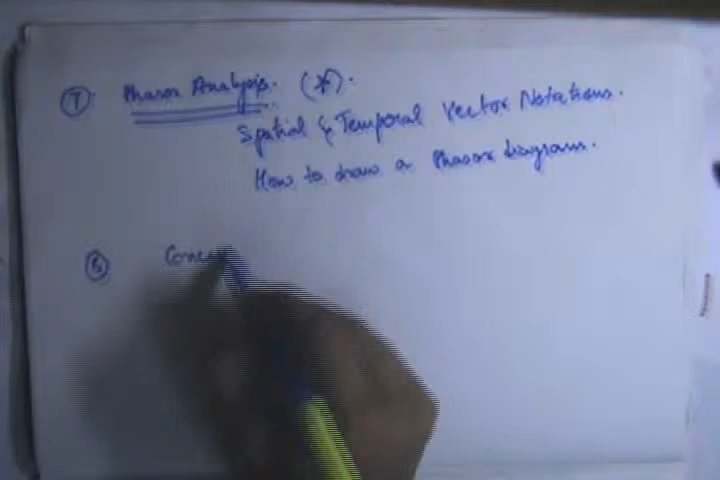 ⑦ Phasor Analysis. (*).
Spatial & Temporal Vector Notations.
How to draw a Phasor diagram.
⑧ Conce